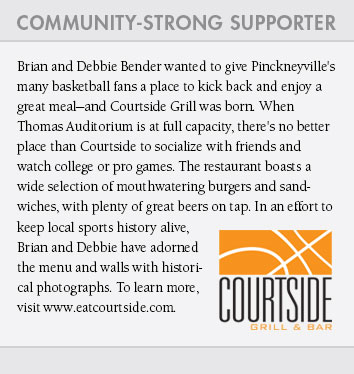 COMMUNITY-STRONG SUPPORTER
Brian and Debbie Bender wanted to give Pinckneyville's
many basketball fans a place to kick back and enjoy a
great meal—and Courtside Grill was born. When
Thomas Auditorium is at full capacity, there's no better
place than Courtside to socialize with friends and
watch college or pro games. The restaurant boasts a
wide selection of mouthwatering burgers and sand-
wiches, with plenty of great beers on tap. In an effort to
keep local sports history alive,
Brian and Debbie have adorned
the menu and walls with histori-
cal photographs. To learn more,
visit www.eatcourtside.com.
COURTSIDE
GRILL & BAR